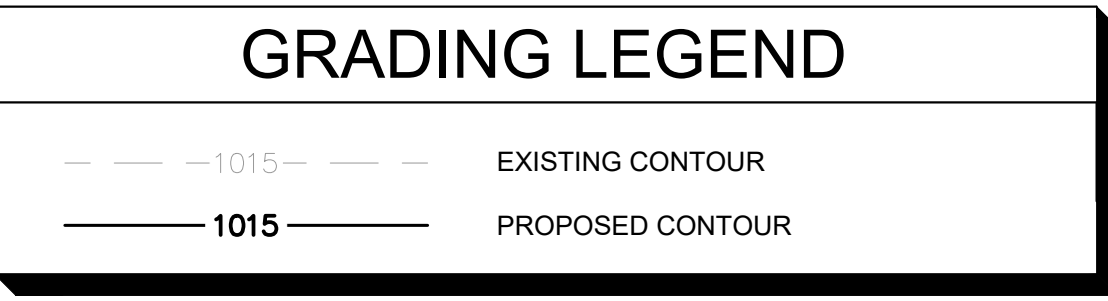 GRADING LEGEND
1015 EXISTING CONTOUR
1015 PROPOSED CONTOUR